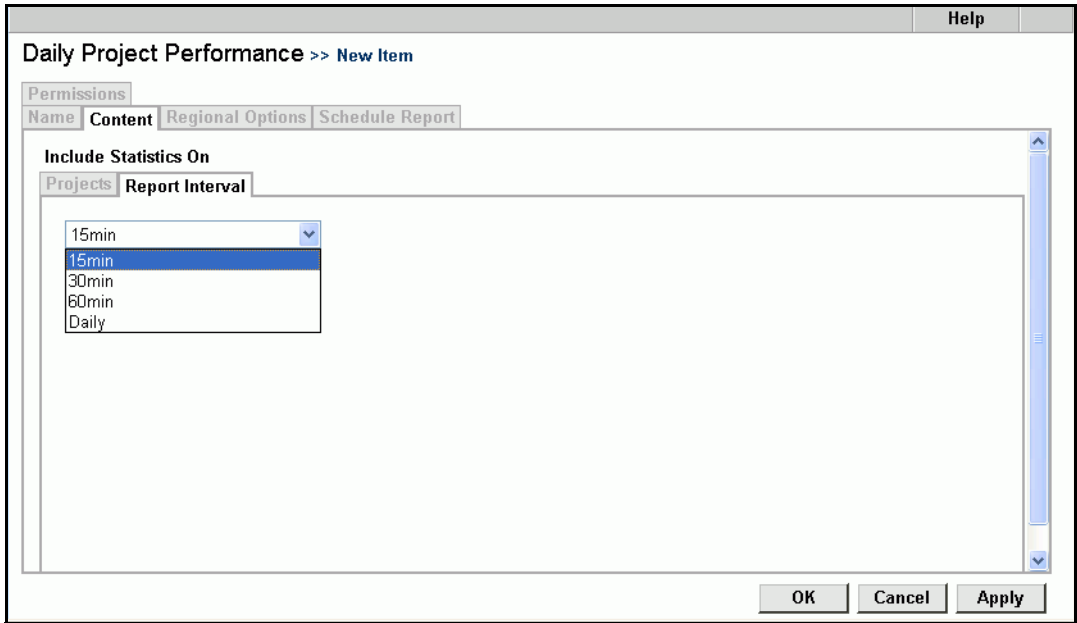 Help
Daily Project Performance >> New Item
Permissions
Name Content Regional Options Schedule Report
Include Statistics On
Projects Report Interval
15min
15min
30min
60min
Daily
OK Cancel Apply